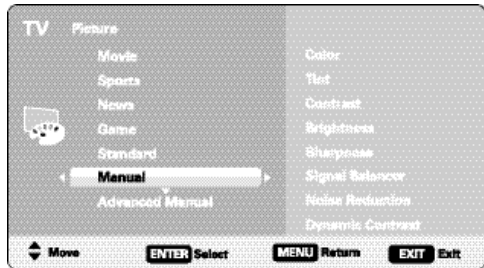 TV Picture
Movie
Sports
News
Game
Standard
Manual
Advanced Manual
Color
Tint
Contrast
Brightness
Sharpness
Signal Balancer
Noise Reduction
Dynamic Contrast
Move ENTER Select MENU Return EXIT Exit